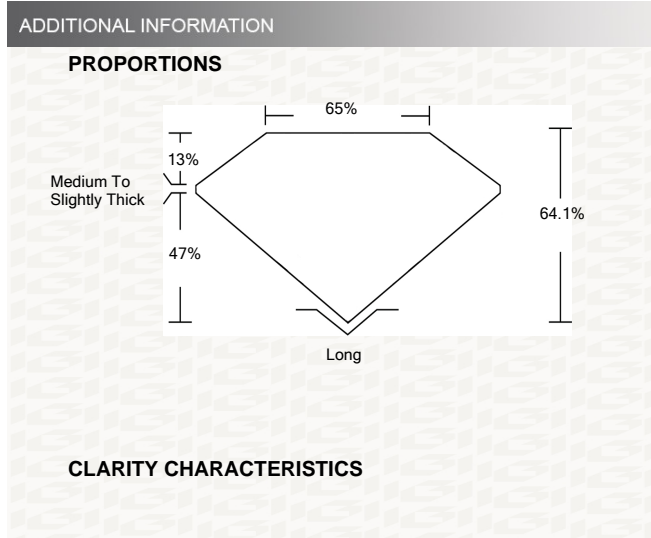 ADDITIONAL INFORMATION
PROPORTIONS
65%
13%
Medium To
Slightly Thick
64.1%
47%
Long
CLARITY CHARACTERISTICS